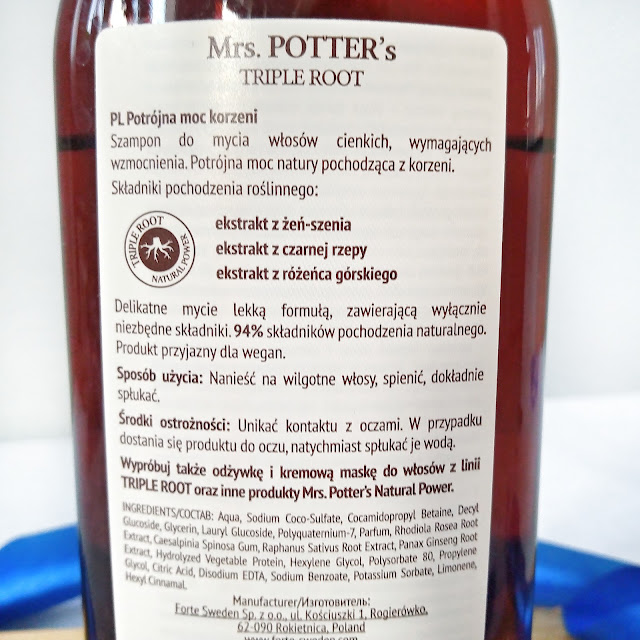 Mrs. POTTER's
TRIPLE ROOT
PL Potrójna moc korzeni
Szampon do mycia włosów cienkich, wymagających
wzmocnienia. Potrójna moc natury pochodząca z korzeni.
Składniki pochodzenia roślinnego:
TRIPLE ROOT
NATURAL POWER
ekstrakt z żeń-szenia
ekstrakt z czarnej rzepy
ekstrakt z różeńca górskiego
Delikatne mycie lekką formułą, zawierającą wyłącznie
niezbędne składniki. 94% składników pochodzenia naturalnego.
Produkt przyjazny dla wegan.
Sposób użycia: Nanieść na wilgotne włosy, spienić, dokładnie
spłukać.
Środki ostrożności: Unikać kontaktu z oczami. W przypadku
dostania się produktu do oczu, natychmiast spłukać je wodą.
Wypróbuj także odżywkę i kremową maskę do włosów z linii
TRIPLE ROOT oraz inne produkty Mrs. Potter's Natural Power.
INGREDIENTS/СОСТАВ: Aqua, Sodium Coco-Sulfate, Cocamidopropyl Betaine, Decyl
Glucoside, Glycerin, Lauryl Glucoside, Polyquaternium-7, Parfum, Rhodiola Rosea Root
Extract, Caesalpinia Spinosa Gum, Raphanus Sativus Root Extract, Panax Ginseng Root
Extract, Hydrolyzed Vegetable Protein, Hexylene Glycol, Polysorbate 80, Propylene
Glycol, Citric Acid, Disodium EDTA, Sodium Benzoate, Potassium Sorbate, Limonene,
Hexyl Cinnamal.
Manufacturer/Изготовитель:
Forte Sweden Sp. z o.o., ul. Kościuszki 1, Rogierówko,
62-090 Rokietnica, Poland
www.forte-sweden.com